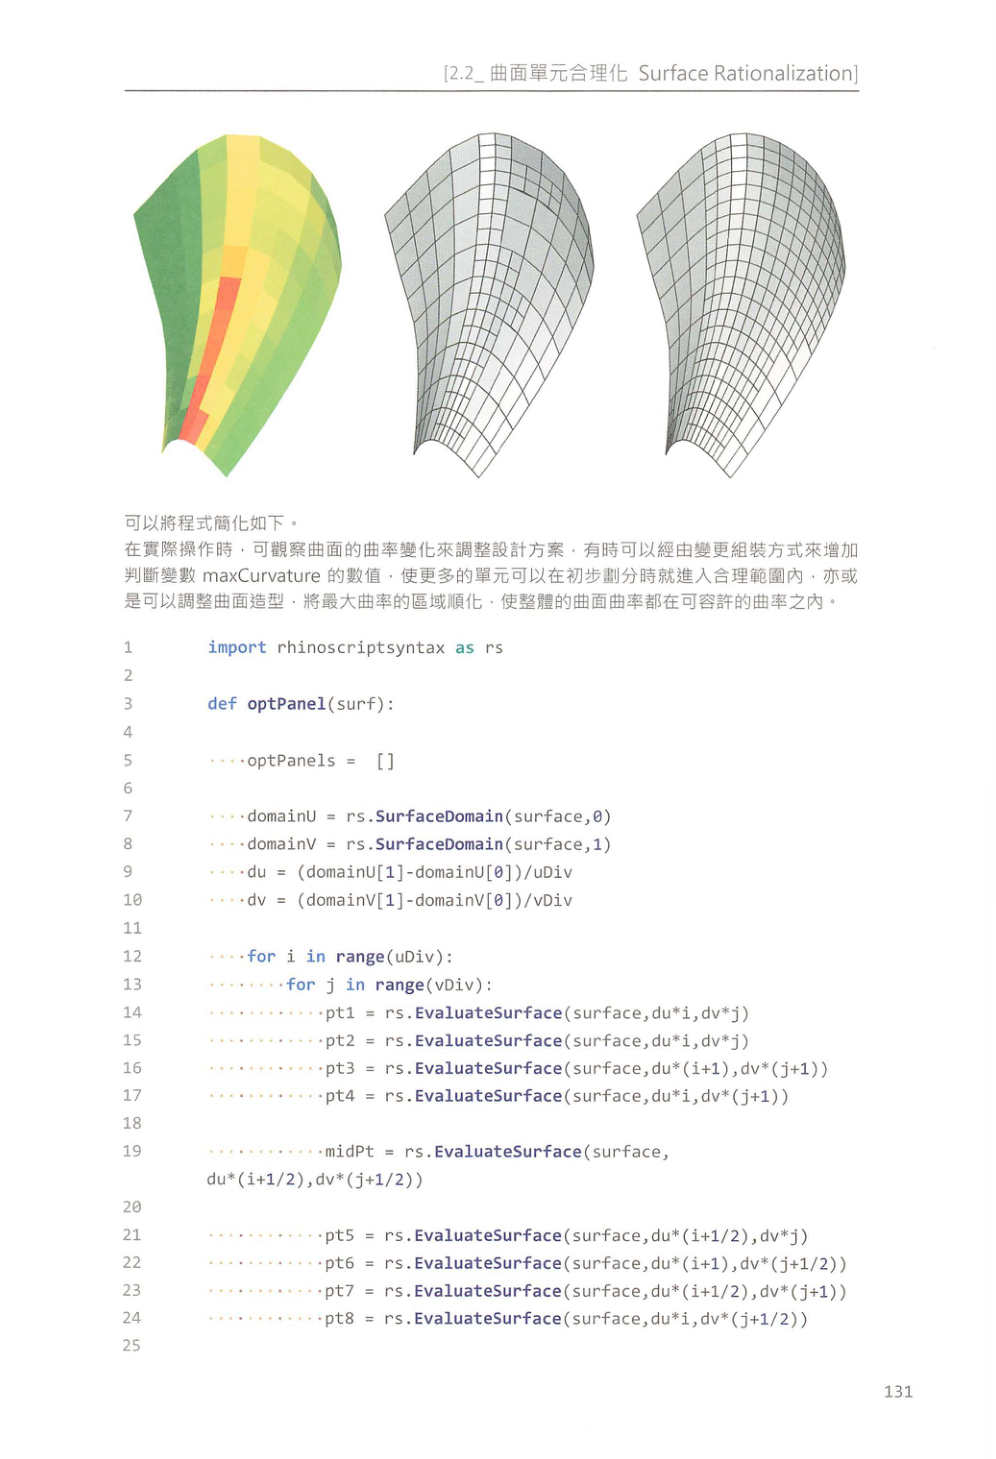 [2.2_ 曲面單元合理化 Surface Rationalization]
可以將程式簡化如下。
在實際操作時，可觀察曲面的曲率變化來調整設計方案，有時可以經由變更組裝方式來增加
判斷變數 maxCurvature 的數值，使更多的單元可以在初步劃分時就進入合理範圍內，亦或
是可以調整曲面造型，將最大曲率的區域順化，使整體的曲面曲率都在可容許的曲率之內。
1 import rhinoscriptsyntax as rs
2
3 def optPanel(surf):
4
5 ····optPanels = []
6
7 ····domainU = rs.SurfaceDomain(surface,0)
8 ····domainV = rs.SurfaceDomain(surface,1)
9 ····du = (domainU[1]-domainU[0])/uDiv
10 ····dv = (domainV[1]-domainV[0])/vDiv
11
12 ····for i in range(uDiv):
13 ········for j in range(vDiv):
14 ············pt1 = rs.EvaluateSurface(surface,du*i,dv*j)
15 ············pt2 = rs.EvaluateSurface(surface,du*i,dv*j)
16 ············pt3 = rs.EvaluateSurface(surface,du*(i+1),dv*(j+1))
17 ············pt4 = rs.EvaluateSurface(surface,du*i,dv*(j+1))
18
19 ············midPt = rs.EvaluateSurface(surface,
du*(i+1/2),dv*(j+1/2))
20
21 ············pt5 = rs.EvaluateSurface(surface,du*(i+1/2),dv*j)
22 ············pt6 = rs.EvaluateSurface(surface,du*(i+1),dv*(j+1/2))
23 ············pt7 = rs.EvaluateSurface(surface,du*(i+1/2),dv*(j+1))
24 ············pt8 = rs.EvaluateSurface(surface,du*i,dv*(j+1/2))
25
131